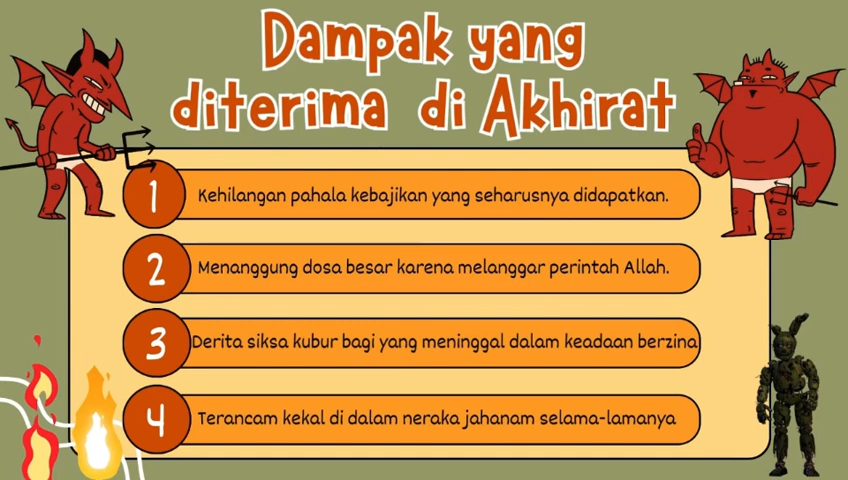 Dampak yang
diterima di Akhirat
1
Kehilangan pahala kebajikan yang seharusnya didapatkan.
2
Menanggung dosa besar karena melanggar perintah Allah.
3
Derita siksa kubur bagi yang meninggal dalam keadaan berzina
4
Terancam kekal di dalam neraka jahanam selama-lamanya